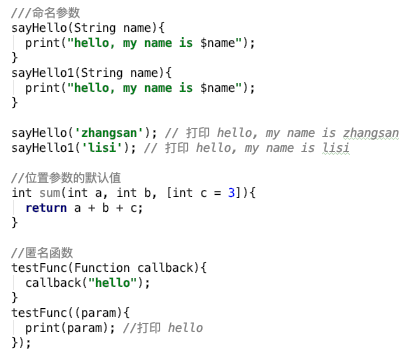 ///命名参数
sayHello(String name){
  print("hello, my name is $name");
}
sayHello1(String name){
  print("hello, my name is $name");
}

sayHello('zhangsan'); // 打印 hello, my name is zhangsan
sayHello1('lisi'); // 打印 hello, my name is lisi

//位置参数的默认值
int sum(int a, int b, [int c = 3]){
  return a + b + c;
}

//匿名函数
testFunc(Function callback){
  callback("hello");
}
testFunc((param){
  print(param); //打印 hello
});